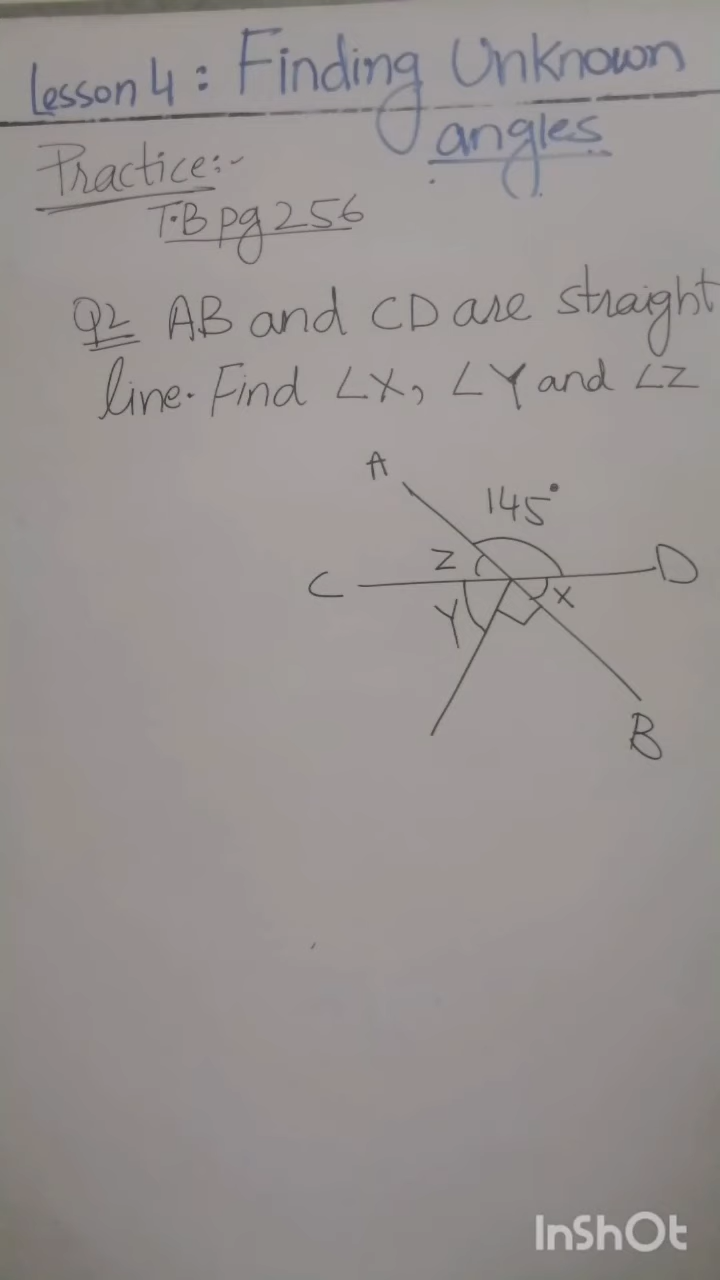 Lesson 4: Finding Unknown
angles
Practice:-
T.B pg 256
Q2 AB and CD are straight
line. Find ∠X, ∠Y and ∠Z
A
145°
Z
D
C
X
Y
B
InShOt